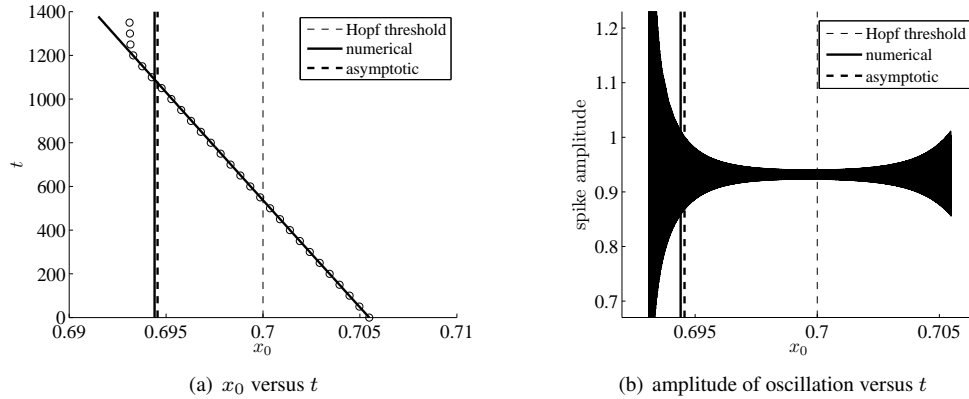 1400
1200
1000
800
600
400
200
0
t
0.69
0.695
0.7
0.705
0.71
x₀
Hopf threshold
numerical
asymptotic
(a) x₀ versus t
1.2
1.1
1
0.9
0.8
0.7
spike amplitude
0.695
0.7
0.705
x₀
Hopf threshold
numerical
asymptotic
(b) amplitude of oscillation versus t